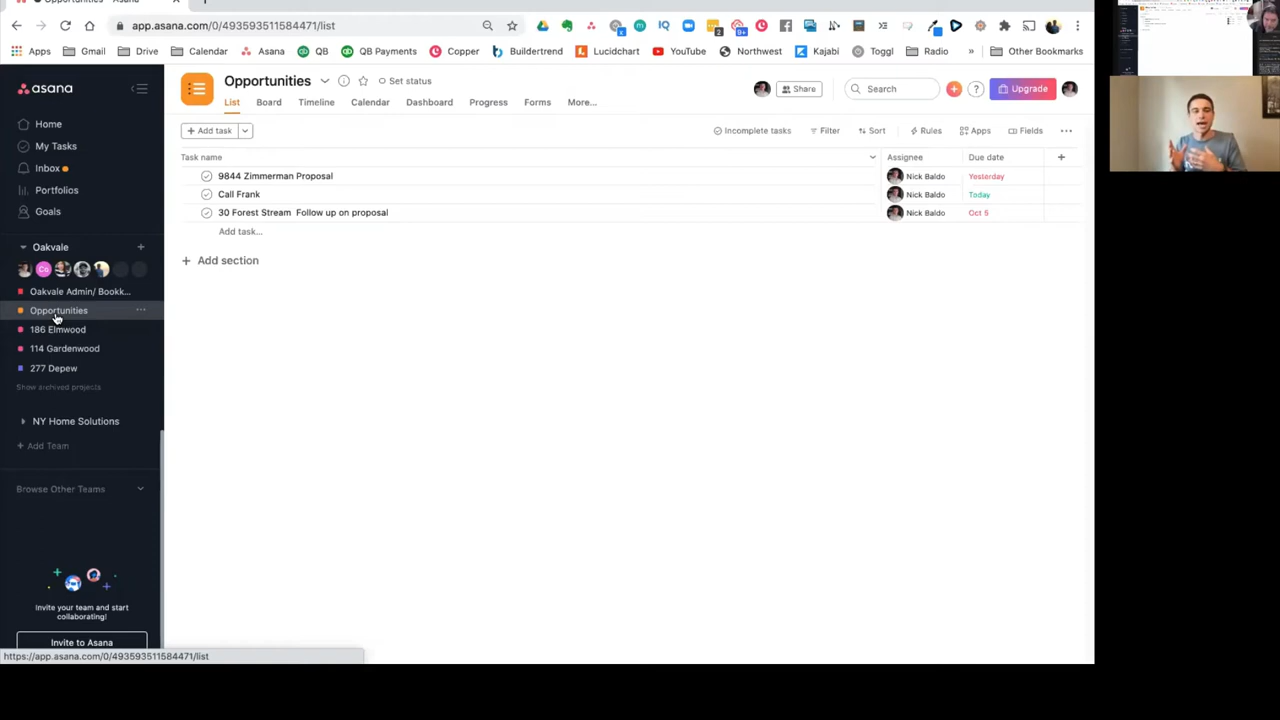 Opportunities - Asana
app.asana.com/0/493593511584471/list
Apps Gmail Drive Calendar Asana QB QB Payments Copper Buildertrend Lucidchart YouTube Northwest Kajabi Toggl Radio » Other Bookmarks
asana
Home
My Tasks
Inbox
Portfolios
Goals
Oakvale
Co
Oakvale Admin/ Bookk...
Opportunities ...
186 Elmwood
114 Gardenwood
277 Depew
Show archived projects
NY Home Solutions
+ Add Team
Browse Other Teams
Invite your team and start
collaborating!
Invite to Asana
https://app.asana.com/0/493593511584471/list
Opportunities Set status
List Board Timeline Calendar Dashboard Progress Forms More...
Share Search ? Upgrade
+ Add task Incomplete tasks Filter Sort Rules Apps Fields
Task name Assignee Due date
9844 Zimmerman Proposal Nick Baldo Yesterday
Call Frank Nick Baldo Today
30 Forest Stream Follow up on proposal Nick Baldo Oct 5
Add task...
+ Add section